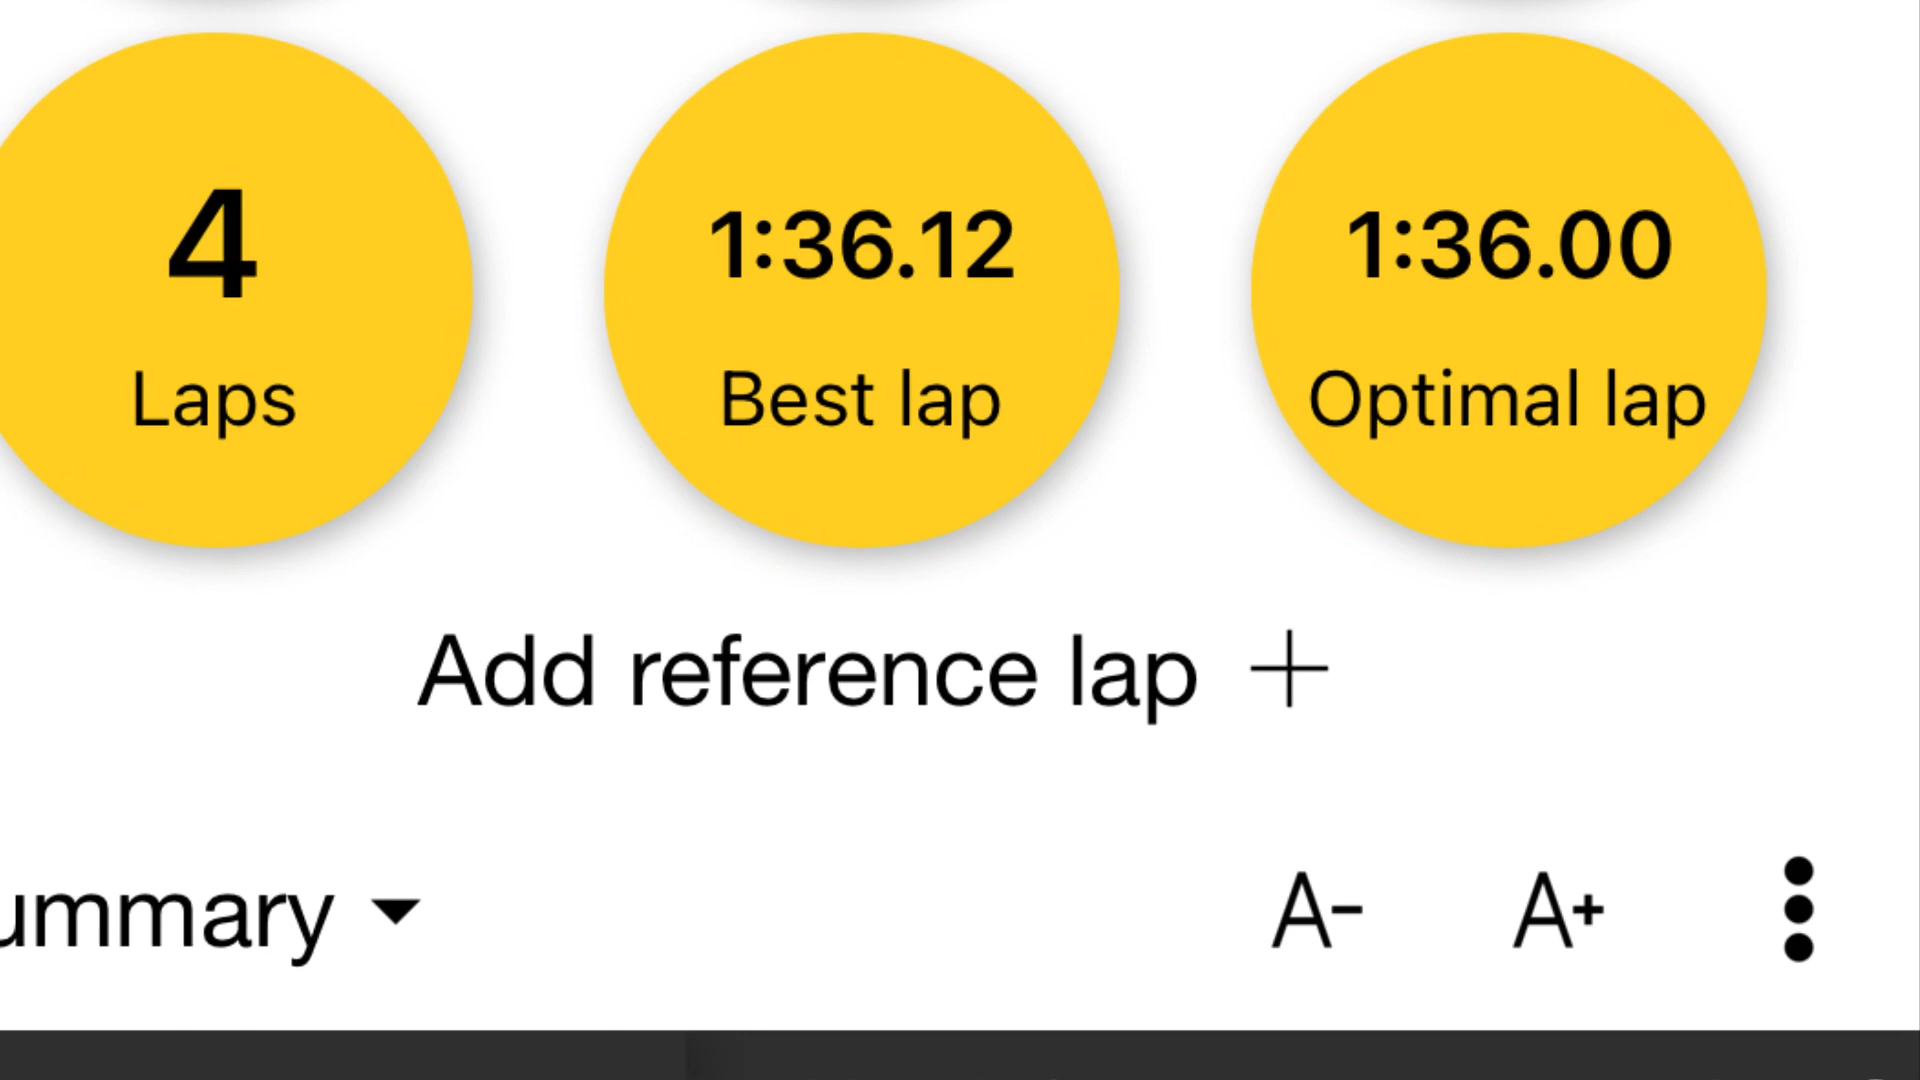 4
Laps
1:36.12
Best lap
1:36.00
Optimal lap
Add reference lap +
ummary
A-
A+